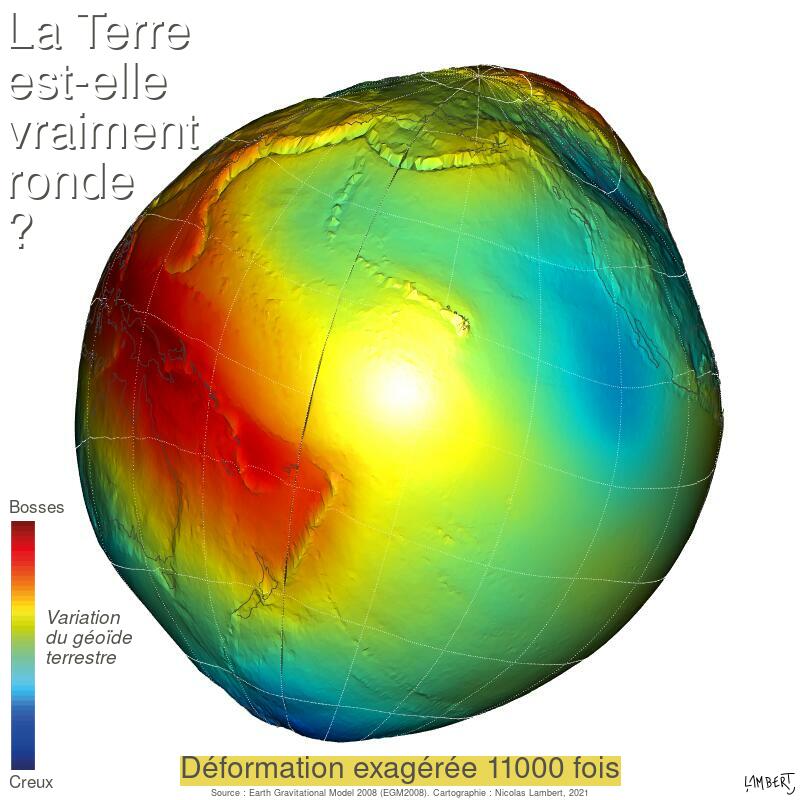 La Terre
est-elle
vraiment
ronde
?
Bosses
Variation
du géoïde
terrestre
Creux
Déformation exagérée 11000 fois
Source : Earth Gravitational Model 2008 (EGM2008). Cartographie : Nicolas Lambert, 2021
LAMBERT